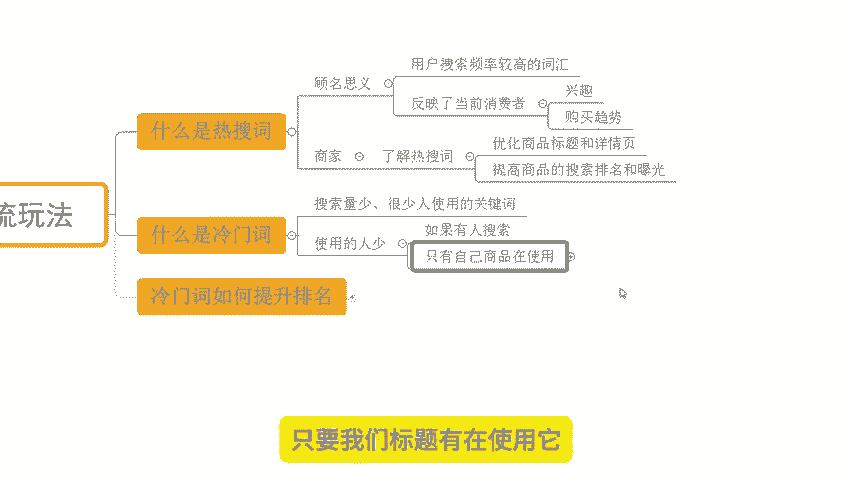 流玩法
什么是热搜词
顾名思义
用户搜索频率较高的词汇
反映了当前消费者
兴趣
购买趋势
商家
了解热搜词
优化商品标题和详情页
提高商品的搜索排名和曝光
什么是冷门词
搜索量少、很少人使用的关键词
使用的人少
如果有人搜索
只有自己商品在使用
冷门词如何提升排名
只要我们标题有在使用它